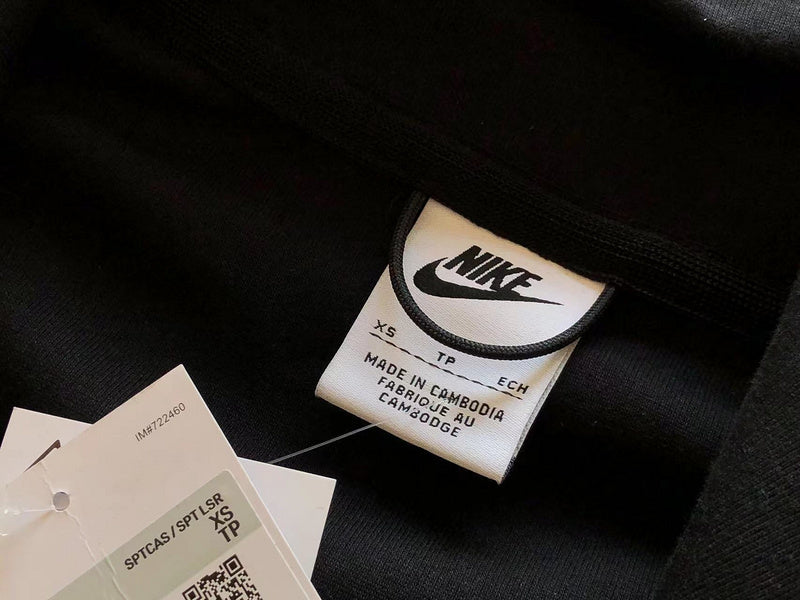 NIKE
XS
TP
ECH
MADE IN CAMBODIA
FABRIQUE AU
CAMBODGE
IM#722460
SPTCAS / SPT LSR
XS
TP